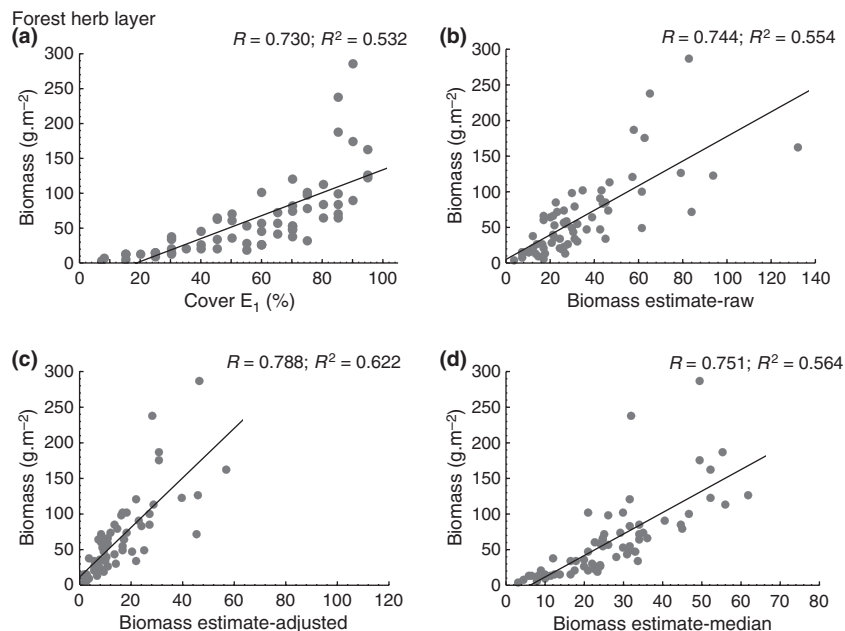 Forest herb layer
(a)
R = 0.730; R² = 0.532
300
250
200
150
100
50
0
Biomass (g.m⁻²)
0 20 40 60 80 100
Cover E₁ (%)
(b)
R = 0.744; R² = 0.554
300
250
200
150
100
50
0
Biomass (g.m⁻²)
0 20 40 60 80 100 120 140
Biomass estimate-raw
(c)
R = 0.788; R² = 0.622
300
250
200
150
100
50
0
Biomass (g.m⁻²)
0 20 40 60 80 100 120
Biomass estimate-adjusted
(d)
R = 0.751; R² = 0.564
300
250
200
150
100
50
0
Biomass (g.m⁻²)
0 10 20 30 40 50 60 70 80
Biomass estimate-median